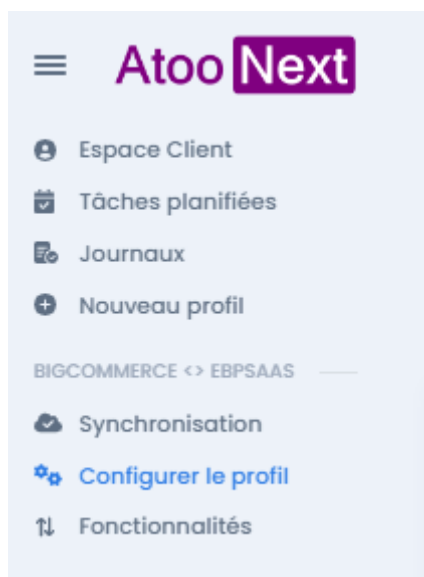 Atoo Next
Espace Client
Tâches planifiées
Journaux
Nouveau profil
BIGCOMMERCE <> EBPSAAS
Synchronisation
Configurer le profil
Fonctionnalités